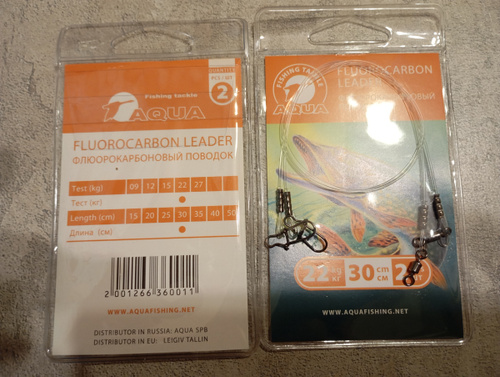 PCS / ШТ
2
Fishing tackle
AQUA
FLUOROCARBON LEADER
ФЛЮОРОКАРБОНОВЫЙ ПОВОДОК
Test (kg) 09 12 15 22 27
Тест (кг)
Length (cm) 15 20 25 30 35 40 50
Длина (см)
2 001266 360011
WWW.AQUAFISHING.NET
DISTRIBUTOR IN RUSSIA: AQUA SPB
DISTRIBUTOR IN EU: LEIGIV TALLIN
FISHING TACKLE
AQUA
FLUOROCARBON
LEADER
22 kg 30 cm 2
см
WWW.AQUAFISHING.NET